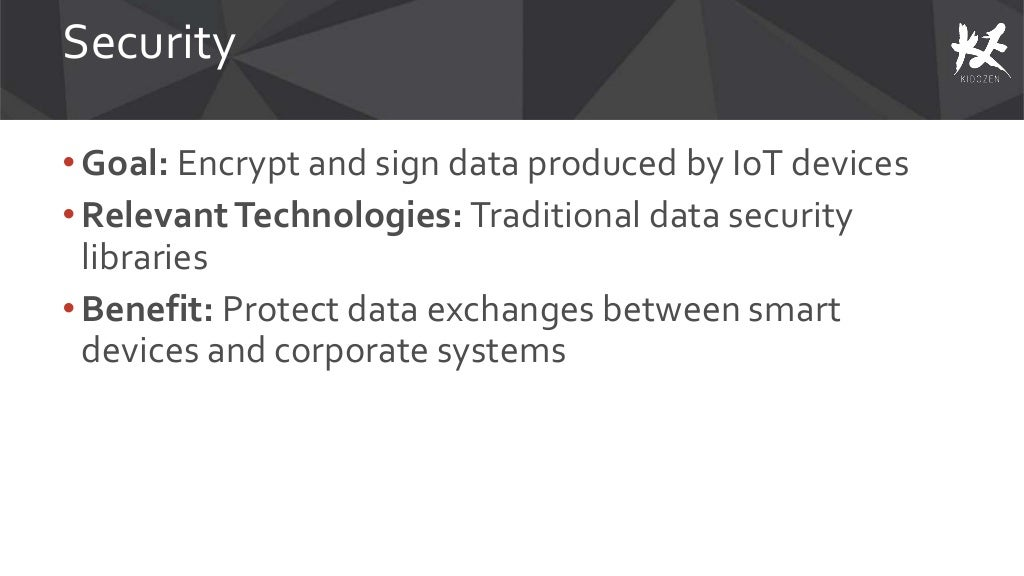 Security
KIDOZEN
• Goal: Encrypt and sign data produced by IoT devices
• Relevant Technologies: Traditional data security
libraries
• Benefit: Protect data exchanges between smart
devices and corporate systems